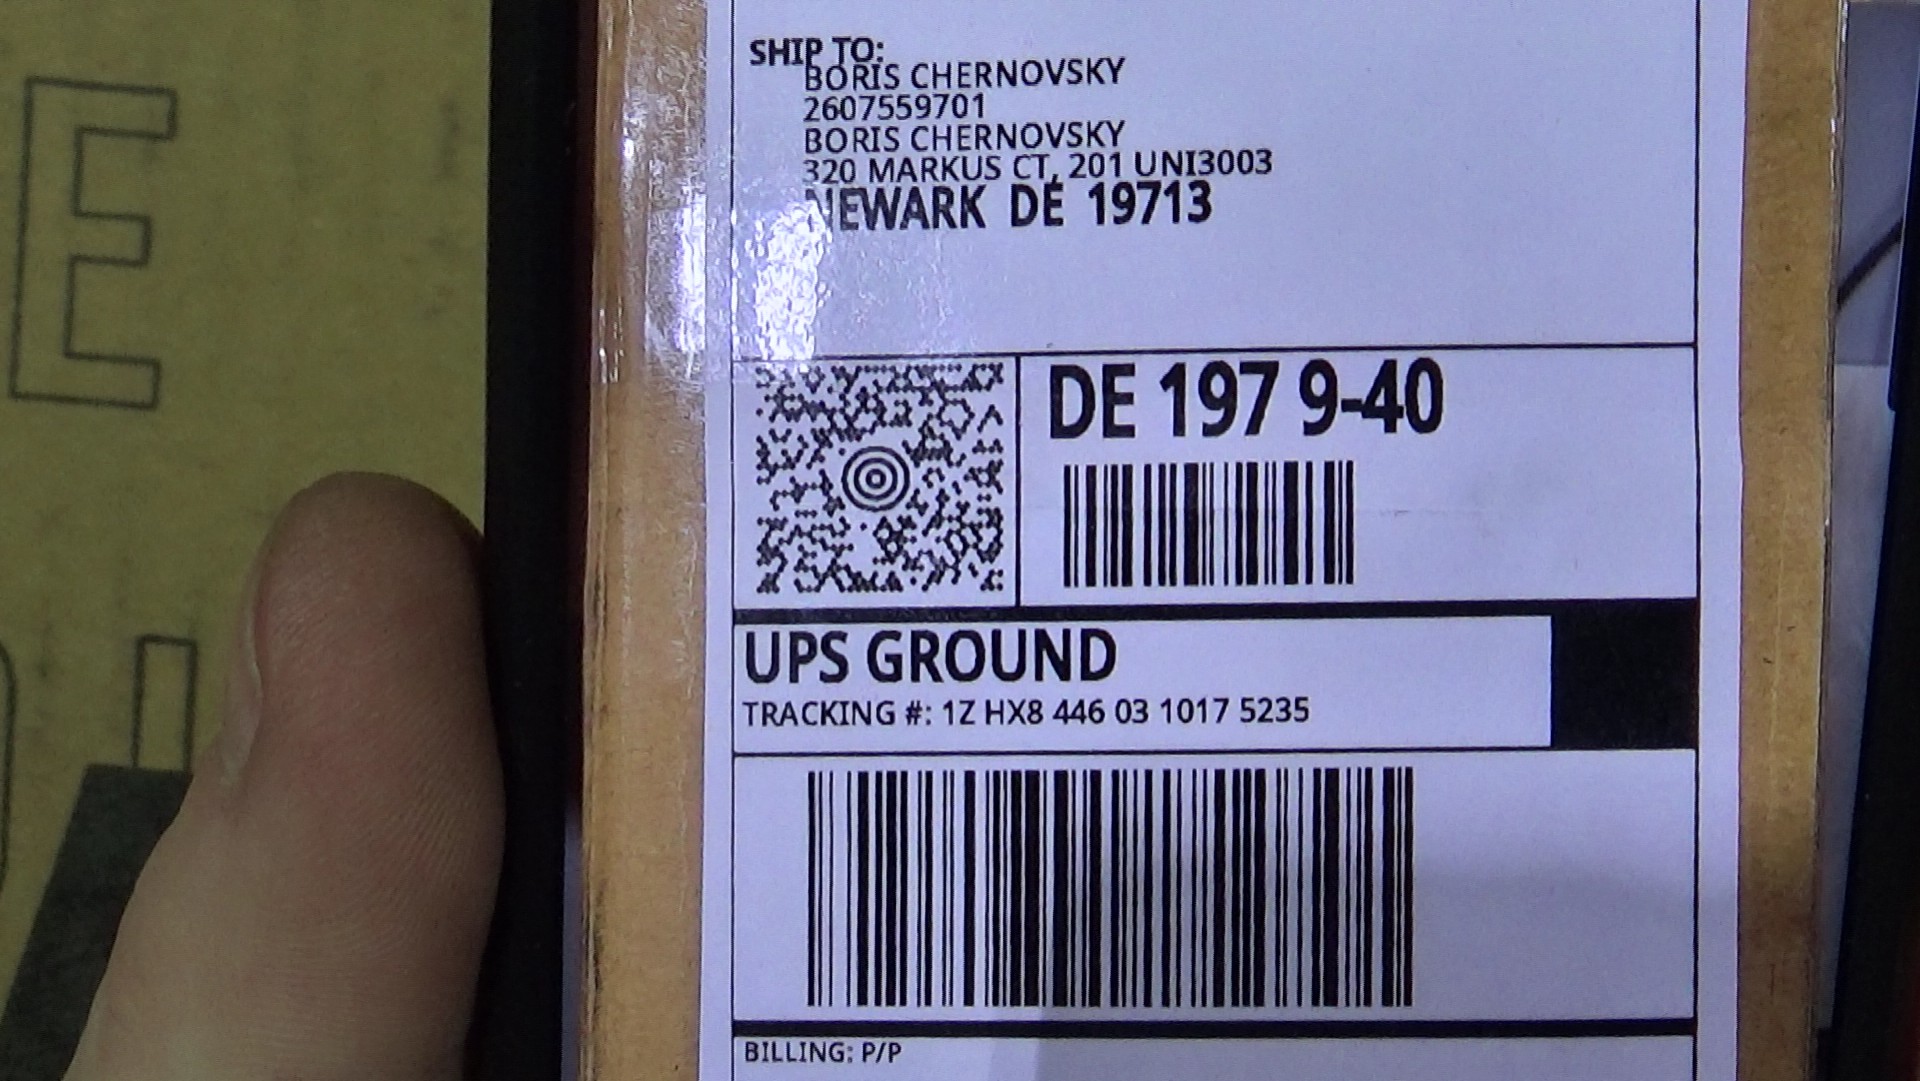 E
SHIP TO:
BORIS CHERNOVSKY
2607559701
BORIS CHERNOVSKY
320 MARKUS CT, 201 UNI3003
NEWARK DE 19713
DE 197 9-40
UPS GROUND
TRACKING #: 1Z HX8 446 03 1017 5235
BILLING: P/P